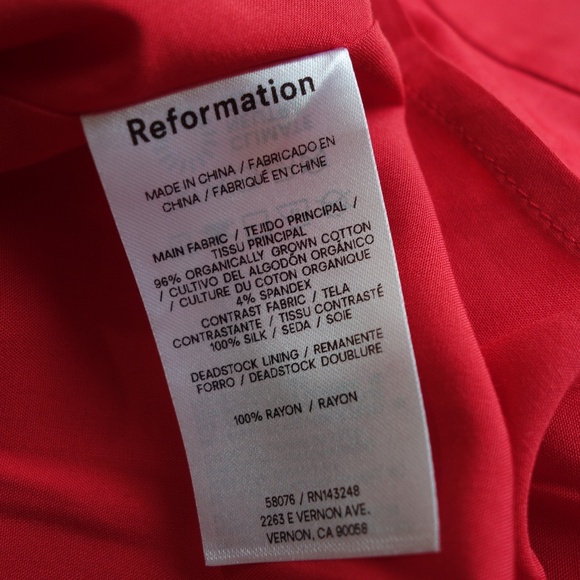 Reformation
MADE IN CHINA / FABRICADO EN
CHINA / FABRIQUÉ EN CHINE
MAIN FABRIC / TEJIDO PRINCIPAL /
TISSU PRINCIPAL
96% ORGANICALLY GROWN COTTON
/ CULTIVO DEL ALGODÓN ORGÁNICO
/ CULTURE DU COTON ORGANIQUE
4% SPANDEX
CONTRAST FABRIC / TELA
CONTRASTANTE / TISSU CONTRASTÉ
100% SILK / SEDA / SOIE
DEADSTOCK LINING / REMANENTE
FORRO / DEADSTOCK DOUBLURE
100% RAYON / RAYON
58076 / RN143248
2263 E VERNON AVE.
VERNON, CA 90058